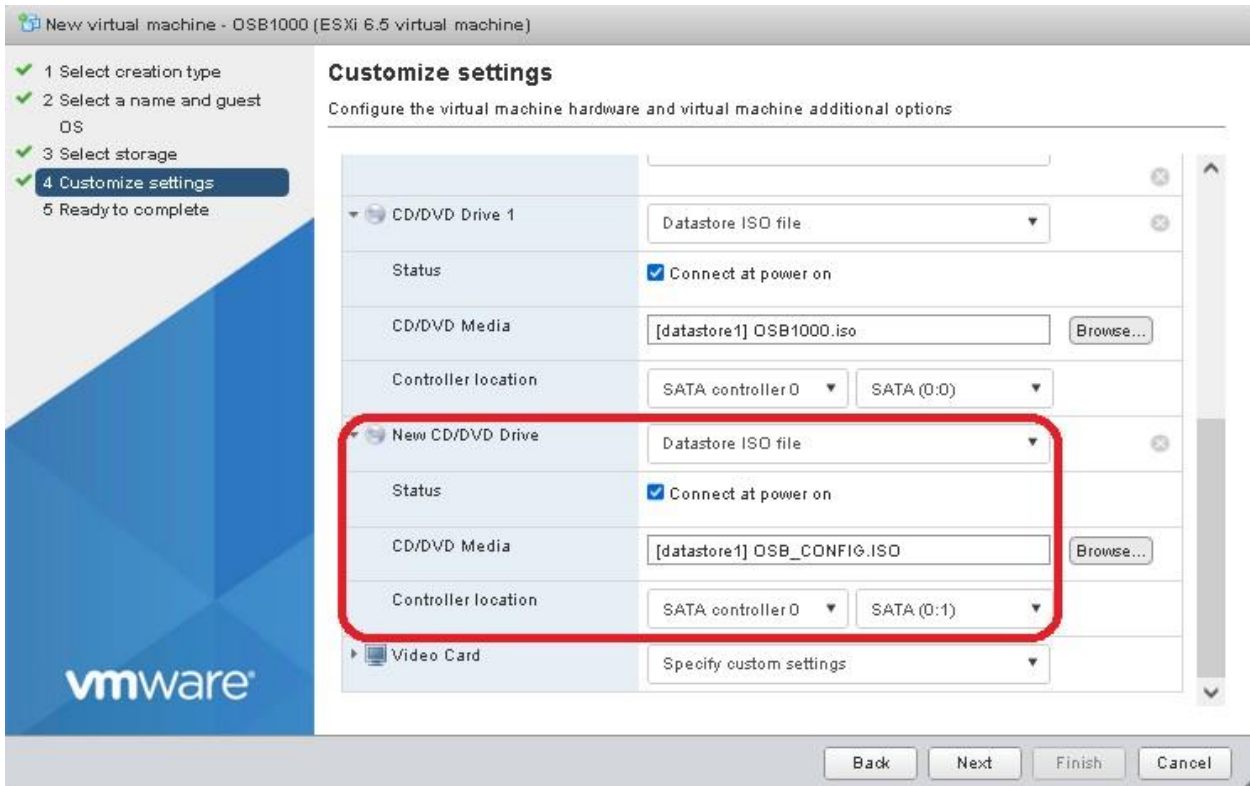 New virtual machine - OSB1000 (ESXi 6.5 virtual machine)
1 Select creation type
2 Select a name and guest
OS
3 Select storage
4 Customize settings
5 Ready to complete
vmware
Customize settings
Configure the virtual machine hardware and virtual machine additional options
CD/DVD Drive 1 Datastore ISO file
Status Connect at power on
CD/DVD Media [datastore1] OSB1000.iso Browse...
Controller location SATA controller 0 SATA (0:0)
New CD/DVD Drive Datastore ISO file
Status Connect at power on
CD/DVD Media [datastore1] OSB_CONFIG.ISO Browse...
Controller location SATA controller 0 SATA (0:1)
Video Card Specify custom settings
Back Next Finish Cancel